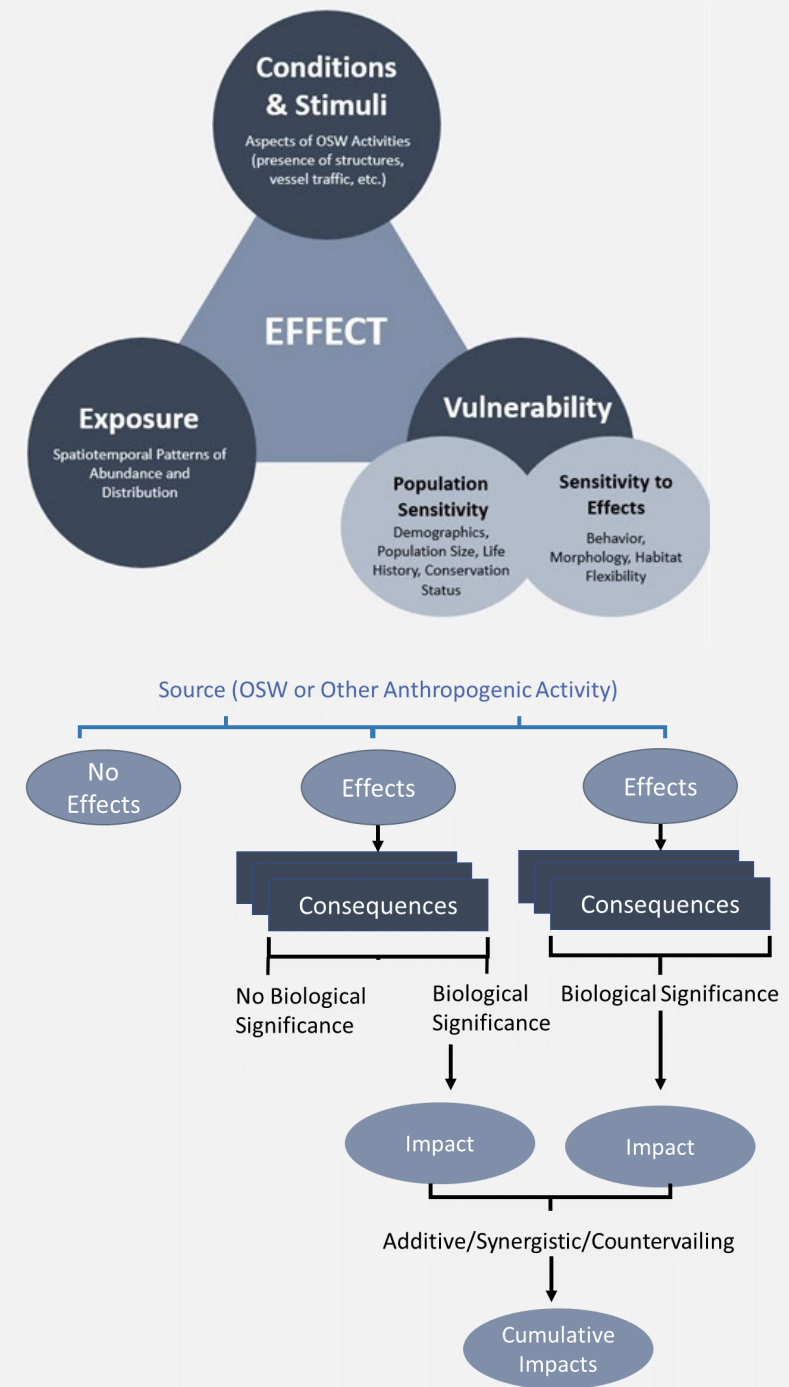 Conditions
& Stimuli
Aspects of OSW Activities
(presence of structures,
vessel traffic, etc.)
EFFECT
Exposure
Spatiotemporal Patterns of
Abundance and
Distribution
Vulnerability
Population
Sensitivity
Demographics,
Population Size, Life
History, Conservation
Status
Sensitivity to
Effects
Behavior,
Morphology, Habitat
Flexibility
Source (OSW or Other Anthropogenic Activity)
No
Effects
Effects
Effects
Consequences
Consequences
No Biological
Significance
Biological
Significance
Biological Significance
Impact
Impact
Additive/Synergistic/Countervailing
Cumulative
Impacts